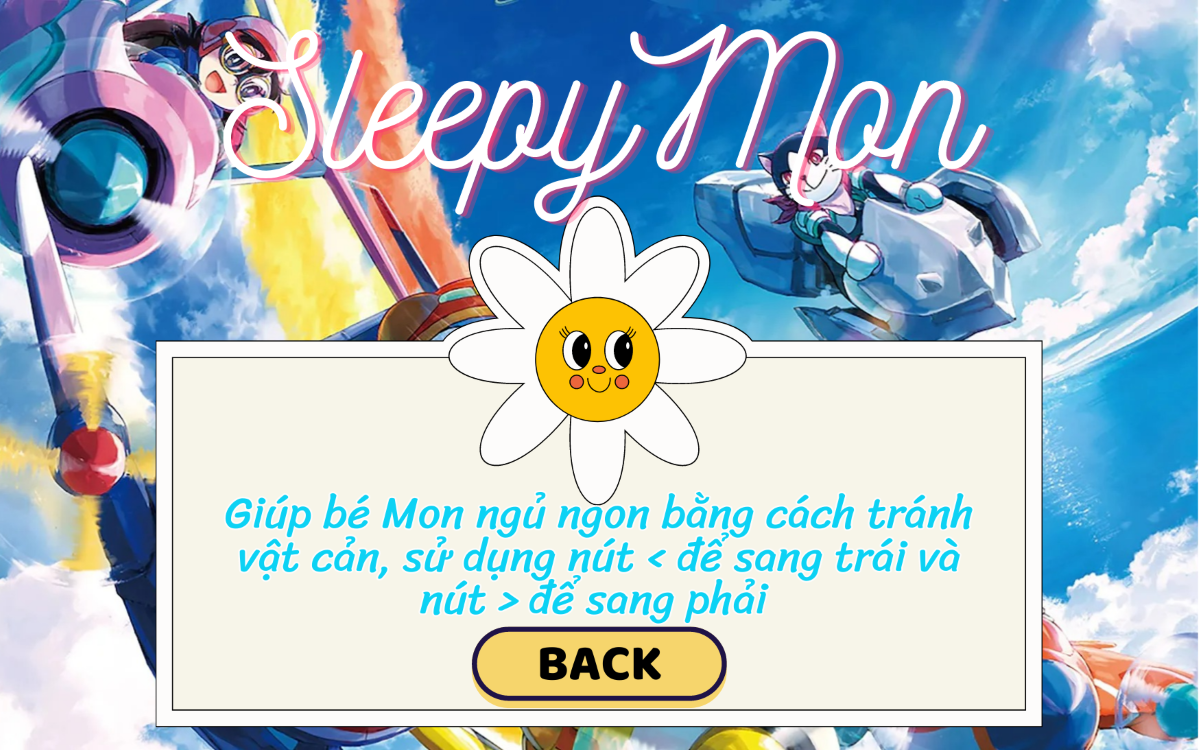 Sleepy Mon
Giúp bé Mon ngủ ngon bằng cách tránh
vật cản, sử dụng nút < để sang trái và
nút > để sang phải
BACK